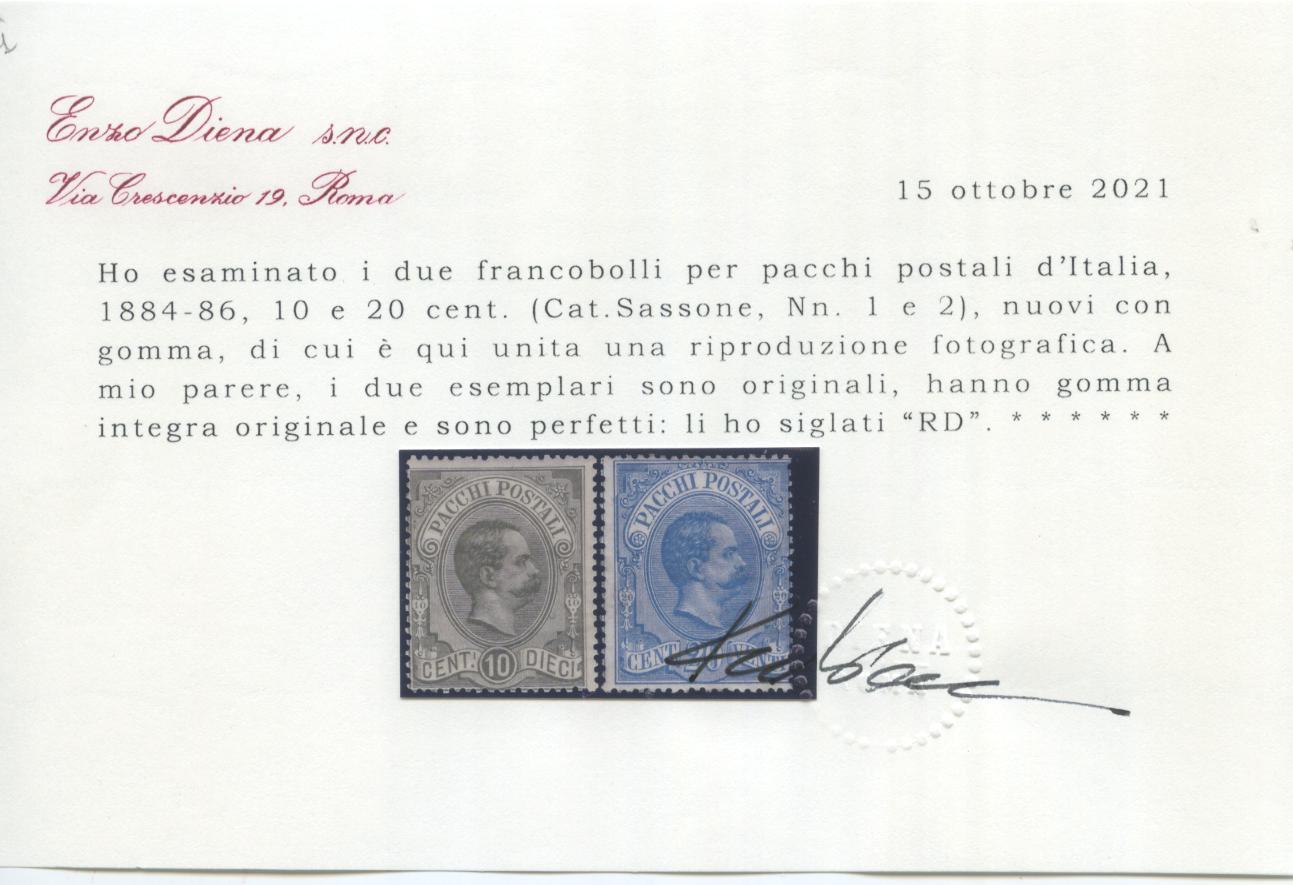 Enzo Diena s.n.c.
Via Crescenzio 19, Roma
15 ottobre 2021
Ho esaminato i due francobolli per pacchi postali d'Italia,
1884-86, 10 e 20 cent. (Cat.Sassone, Nn. 1 e 2), nuovi con
gomma, di cui è qui unita una riproduzione fotografica. A
mio parere, i due esemplari sono originali, hanno gomma
integra originale e sono perfetti: li ho siglati “RD”. * * * * * *
PACCHI POSTALI
CENT. 10 DIECI
PACCHI POSTALI
CENT. 20 VENTI